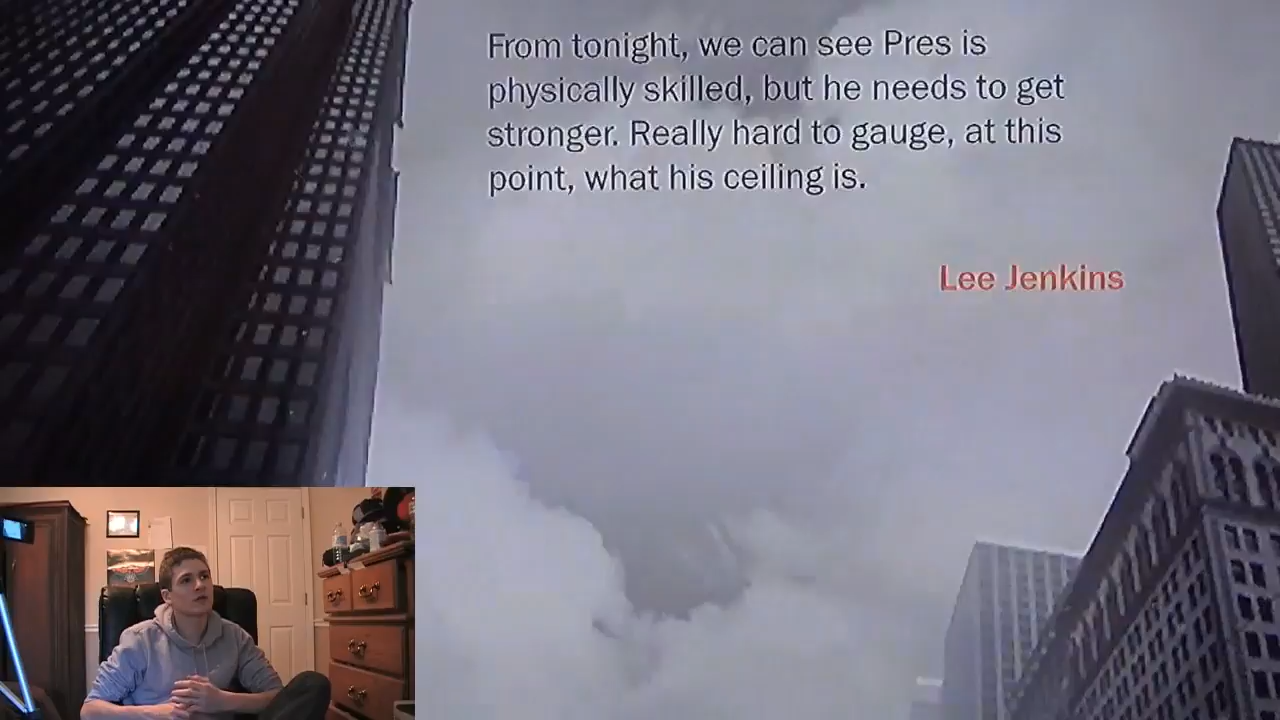 From tonight, we can see Pres is
physically skilled, but he needs to get
stronger. Really hard to gauge, at this
point, what his ceiling is.
Lee Jenkins